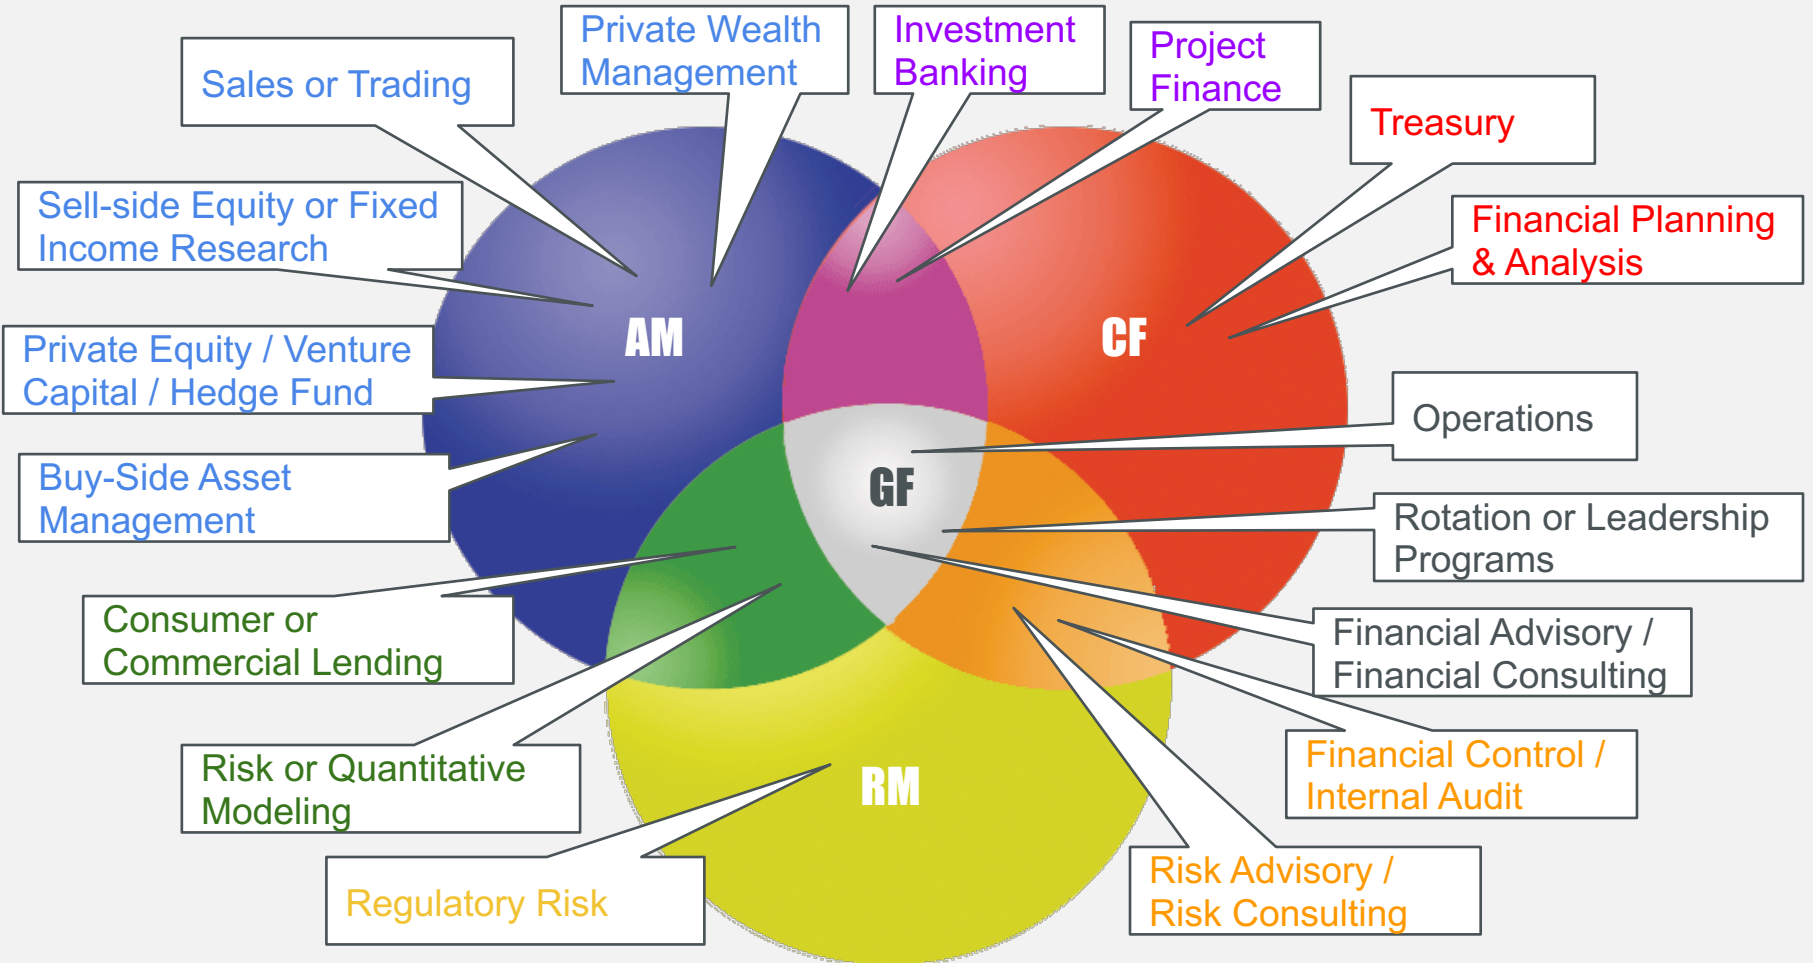 Private Wealth
Management
Investment
Banking
Project
Finance
Sales or Trading
Treasury
Sell-side Equity or Fixed
Income Research
Financial Planning
& Analysis
Private Equity / Venture
Capital / Hedge Fund
AM
CF
Operations
Buy-Side Asset
Management
GF
Rotation or Leadership
Programs
Consumer or
Commercial Lending
Financial Advisory /
Financial Consulting
Risk or Quantitative
Modeling
RM
Financial Control /
Internal Audit
Regulatory Risk
Risk Advisory /
Risk Consulting